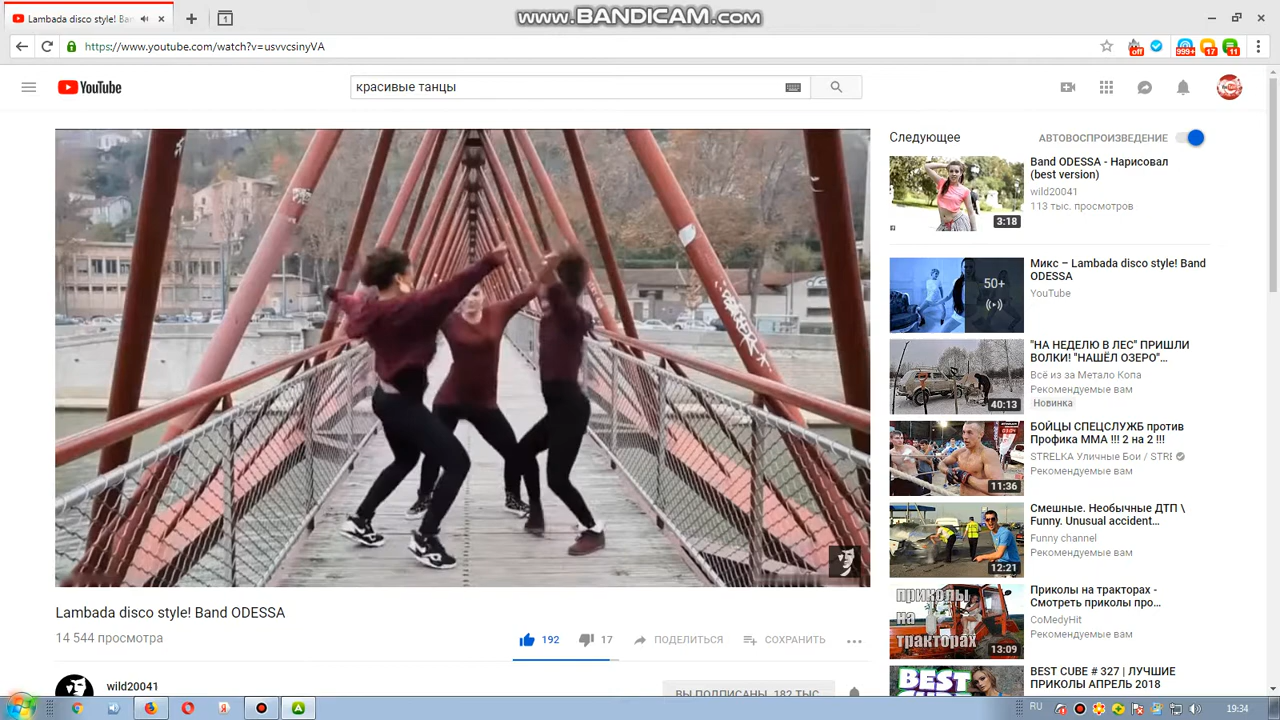 Lambada disco style! Ban
1
www.BANDICAM.com
https://www.youtube.com/watch?v=usvvcsinyVA
off
999+
17
11
YouTube
красивые танцы
Следующее
АВТОВОСПРОИЗВЕДЕНИЕ
Band ODESSA - Нарисовал
(best version)
wild20041
113 тыс. просмотров
3:18
Микс – Lambada disco style! Band
ODESSA
YouTube
50+
"НА НЕДЕЛЮ В ЛЕС" ПРИШЛИ
ВОЛКИ! "НАШЁЛ ОЗЕРО"...
Всё из за Метало Копа
Рекомендуемые вам
Новинка
40:13
БОЙЦЫ СПЕЦСЛУЖБ против
Профика ММА !!! 2 на 2 !!!
STRELKA Уличные Бои / STRE
Рекомендуемые вам
11:36
Смешные. Необычные ДТП \
Funny. Unusual accident...
Funny channel
Рекомендуемые вам
12:21
Приколы на тракторах -
Смотреть приколы про...
CoMedyHit
Рекомендуемые вам
ПРИКОЛЫ
на
тракторах
13:09
BEST CUBE # 327 | ЛУЧШИЕ
ПРИКОЛЫ АПРЕЛЬ 2018
BEST
Lambada disco style! Band ODESSA
14 544 просмотра
192
17
ПОДЕЛИТЬСЯ
СОХРАНИТЬ
wild20041
ВЫ ПОДПИСАНЫ 182 ТЫС.
RU
19:34